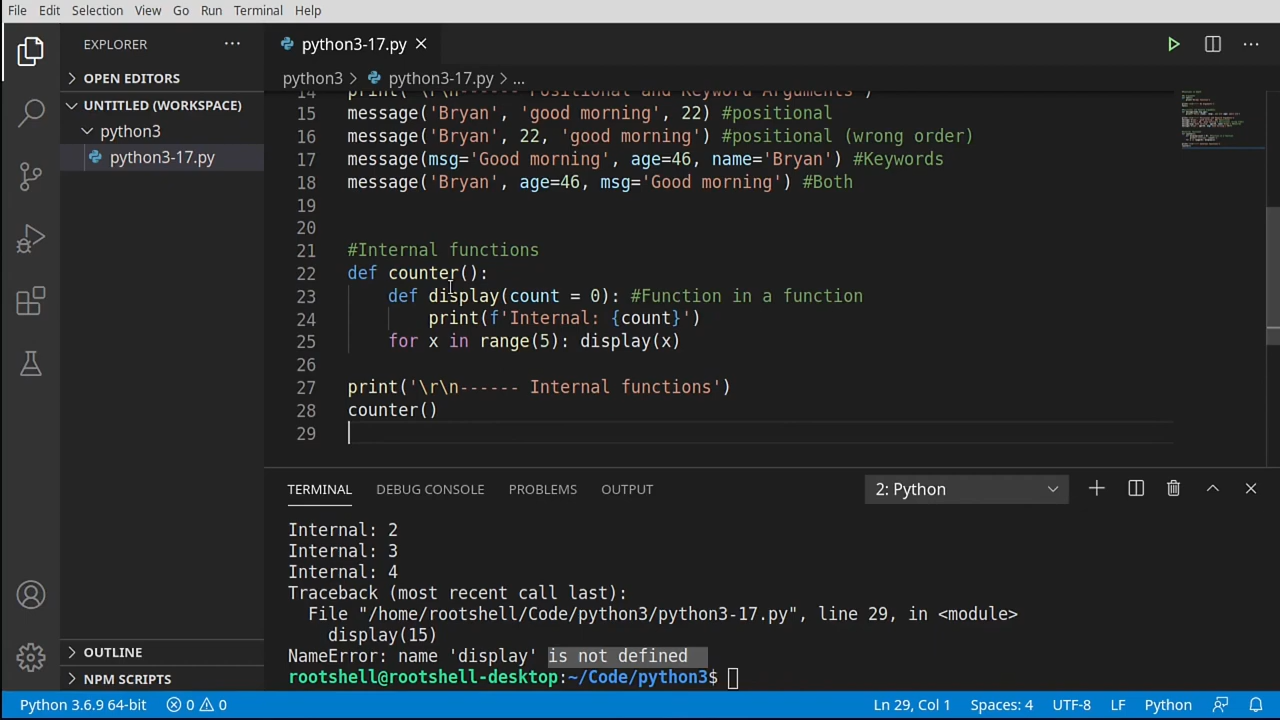 File Edit Selection View Go Run Terminal Help
EXPLORER ...
python3-17.py
OPEN EDITORS
python3 > python3-17.py > ...
UNTITLED (WORKSPACE)
python3
python3-17.py
14 print('\r\n------ Positional and Keyword Arguments')
15 message('Bryan', 'good morning', 22) #positional
16 message('Bryan', 22, 'good morning') #positional (wrong order)
17 message(msg='Good morning', age=46, name='Bryan') #Keywords
18 message('Bryan', age=46, msg='Good morning') #Both
19
20
21 #Internal functions
22 def counter():
23 def display(count = 0): #Function in a function
24 print(f'Internal: {count}')
25 for x in range(5): display(x)
26
27 print('\r\n------ Internal functions')
28 counter()
29
TERMINAL DEBUG CONSOLE PROBLEMS OUTPUT 2: Python
Internal: 2
Internal: 3
Internal: 4
Traceback (most recent call last):
File "/home/rootshell/Code/python3/python3-17.py", line 29, in <module>
display(15)
NameError: name 'display' is not defined
rootshell@rootshell-desktop:~/Code/python3$
OUTLINE
NPM SCRIPTS
Python 3.6.9 64-bit 0 0 Ln 29, Col 1 Spaces: 4 UTF-8 LF Python